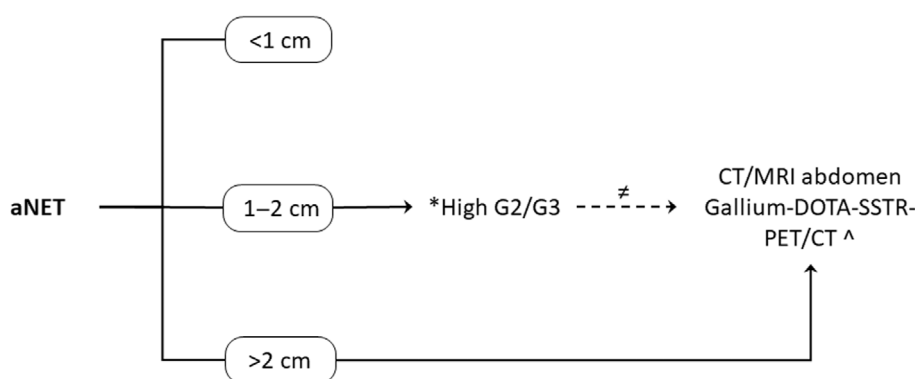 <1 cm
aNET
1–2 cm
*High G2/G3
≠
CT/MRI abdomen
Gallium-DOTA-SSTR-
PET/CT ^
>2 cm